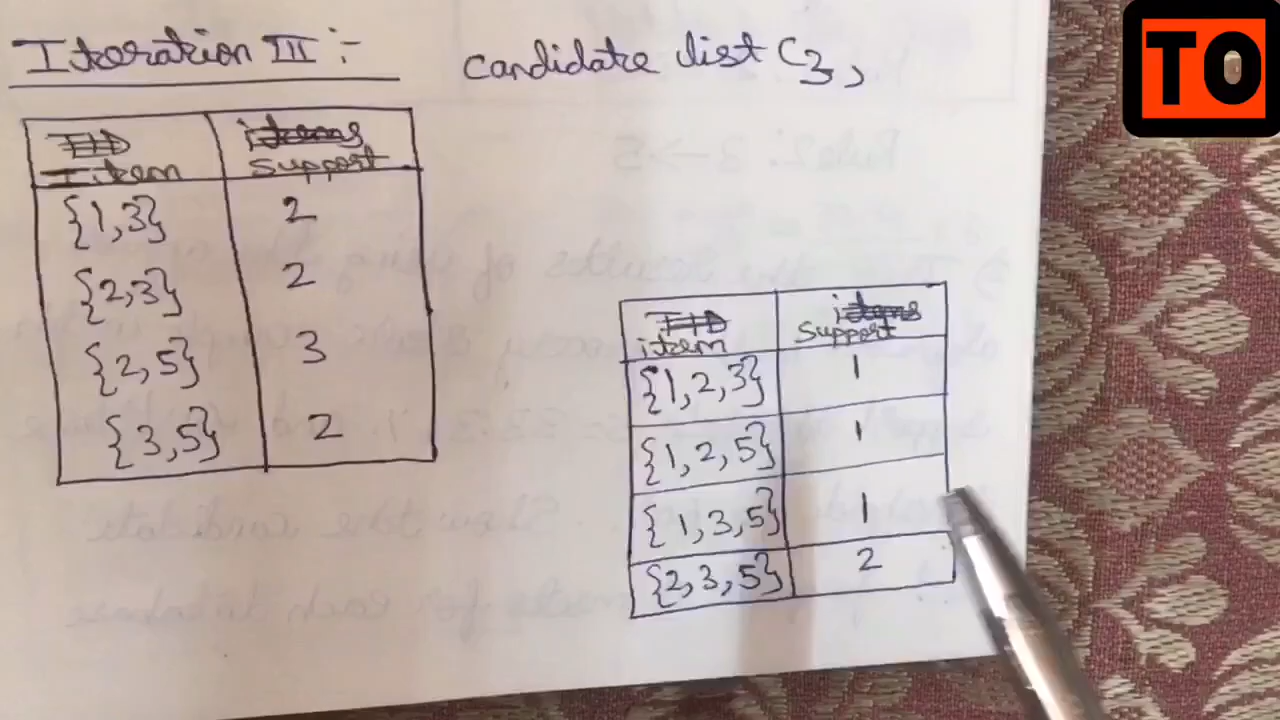 Iteration III :-
candidate list C3,
Item support
{1,3} 2
{2,3} 2
{2,5} 3
{3,5} 2
item support
{1,2,3} 1
{1,2,5} 1
{1,3,5} 1
{2,3,5} 2
TO